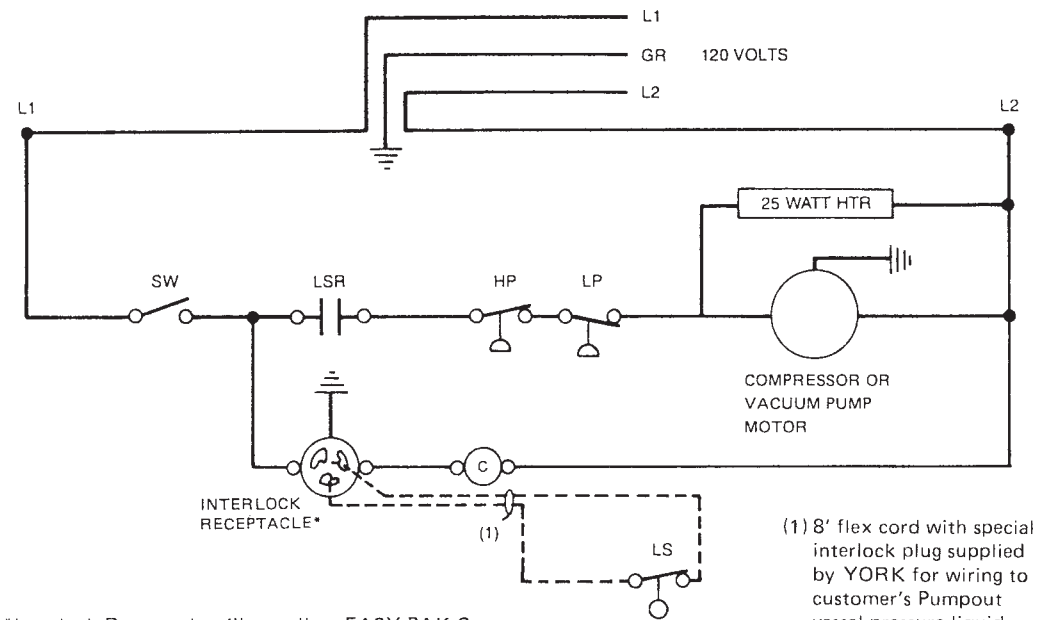 L1
GR 120 VOLTS
L2
L1
L2
25 WATT HTR
SW
LSR
HP
LP
COMPRESSOR OR
VACUUM PUMP
MOTOR
C
INTERLOCK
RECEPTACLE*
(1)
LS
(1) 8' flex cord with special
interlock plug supplied
by YORK for wiring to
customer's Pumpout